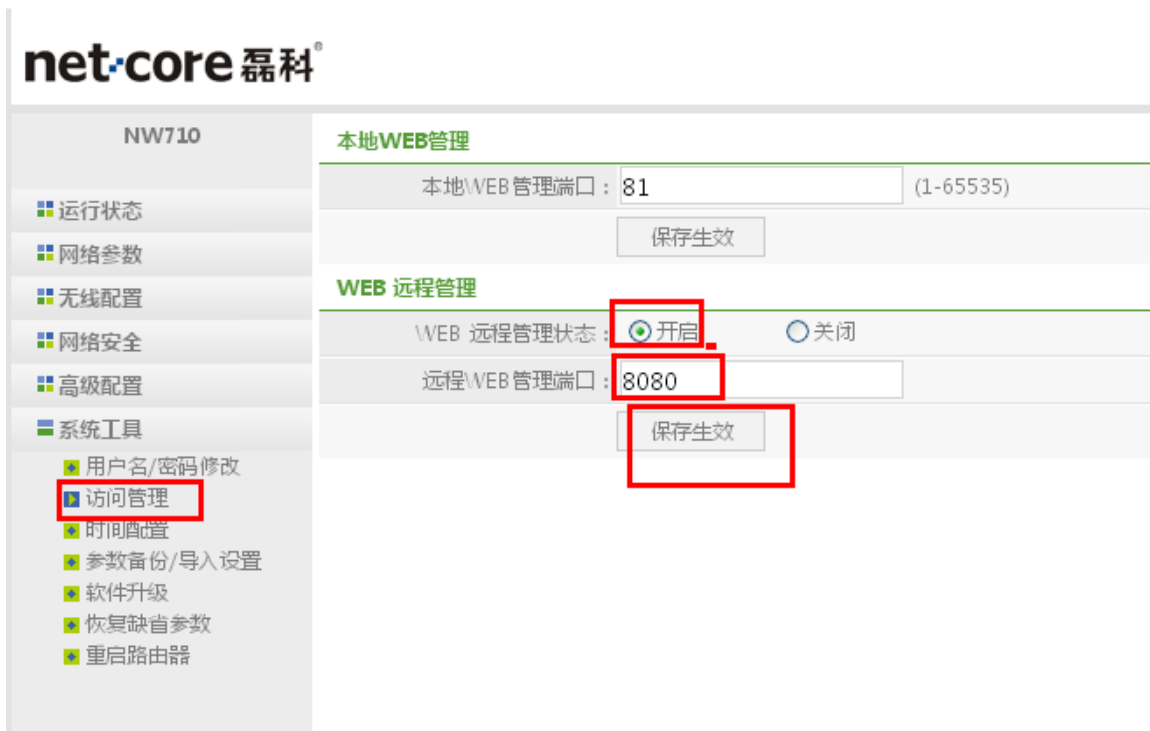 net·core磊科®
NW710
运行状态
网络参数
无线配置
网络安全
高级配置
系统工具
用户名/密码修改
访问管理
时间配置
参数备份/导入设置
软件升级
恢复缺省参数
重启路由器
本地WEB管理
本地WEB管理端口：81 (1-65535)
保存生效
WEB 远程管理
WEB 远程管理状态：开启 关闭
远程WEB管理端口：8080
保存生效